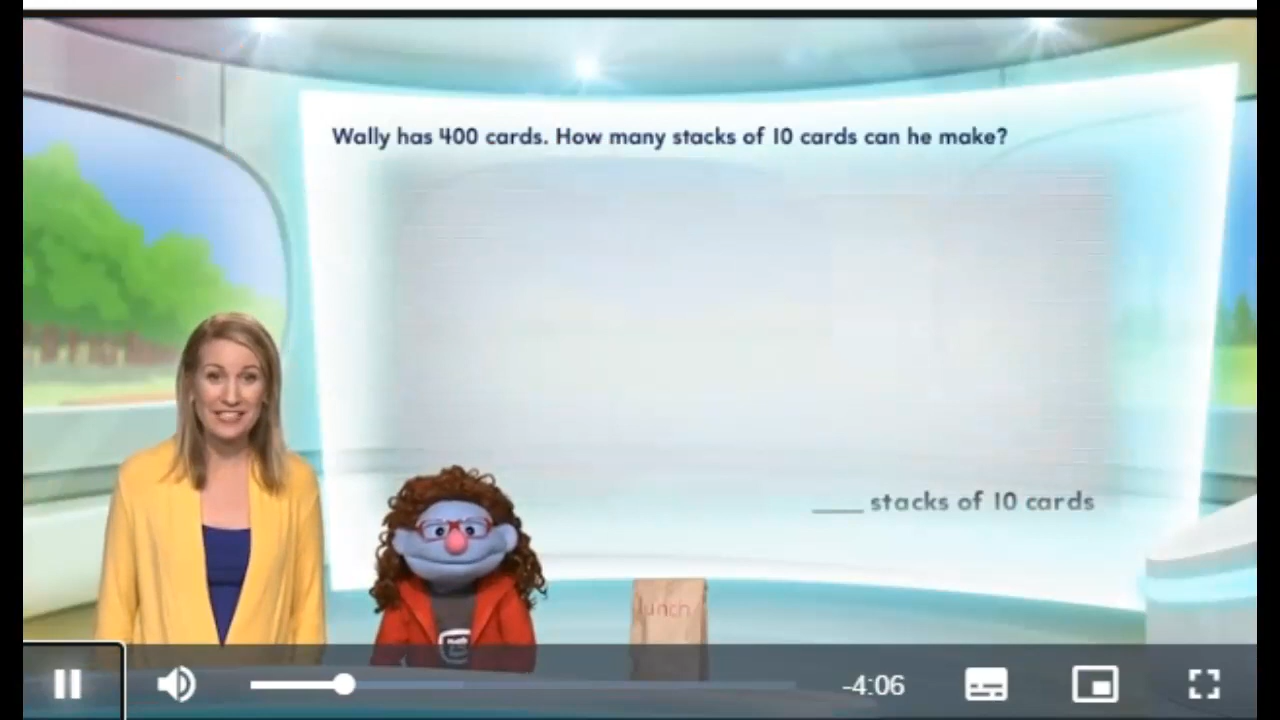 Wally has 400 cards. How many stacks of 10 cards can he make?
____ stacks of 10 cards
lunch
-4:06